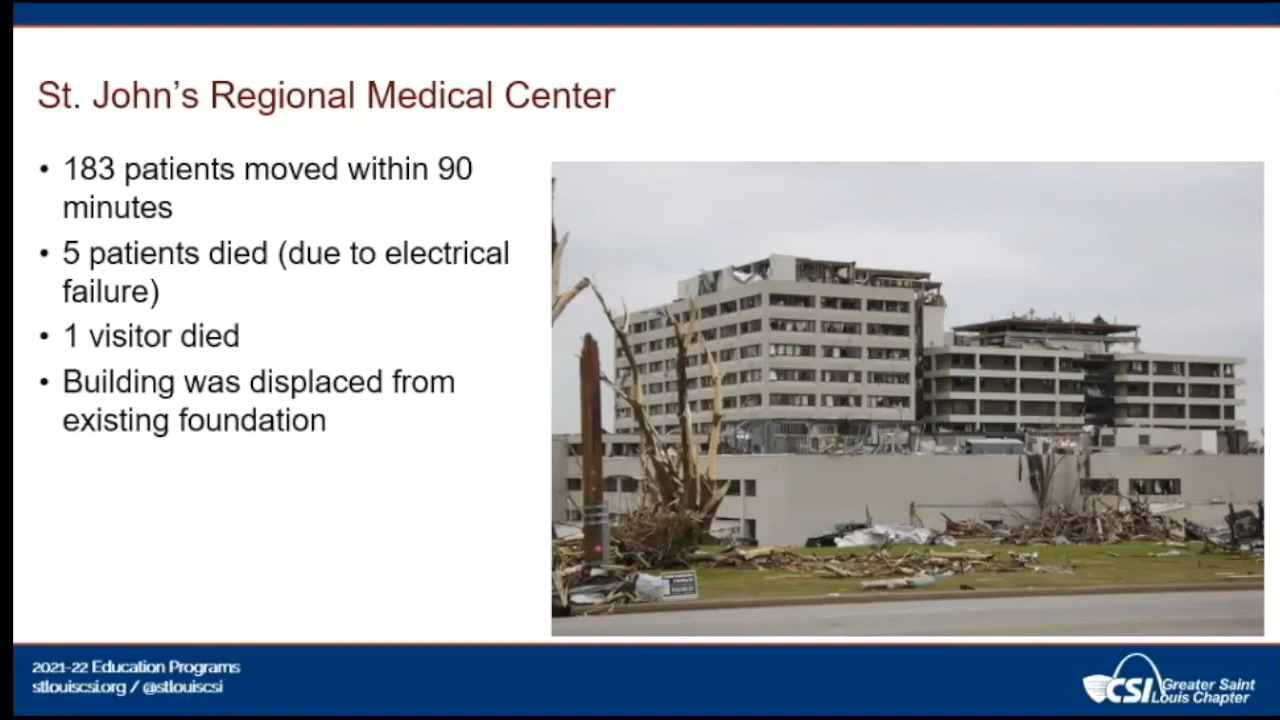 St. John’s Regional Medical Center
• 183 patients moved within 90
minutes
• 5 patients died (due to electrical
failure)
• 1 visitor died
• Building was displaced from
existing foundation
2021-22 Education Programs
stlouiscsi.org / @stlouiscsi
CSI Greater Saint
Louis Chapter